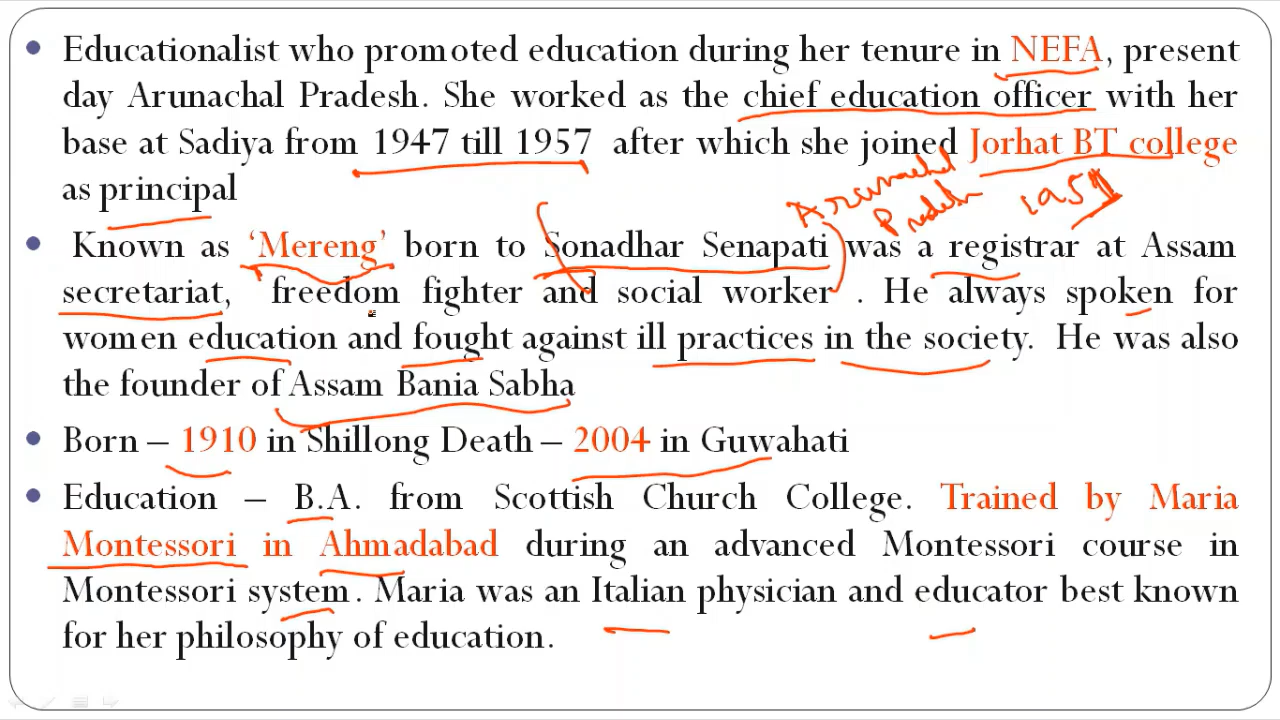 • Educationalist who promoted education during her tenure in NEFA, present
day Arunachal Pradesh. She worked as the chief education officer with her
base at Sadiya from 1947 till 1957 after which she joined Jorhat BT college
as principal
Arunachal
Pradesh
• Known as ‘Mereng’ born to Sonadhar Senapati was a registrar at Assam
secretariat, freedom fighter and social worker . He always spoken for
women education and fought against ill practices in the society. He was also
the founder of Assam Bania Sabha
• Born – 1910 in Shillong Death – 2004 in Guwahati
• Education – B.A. from Scottish Church College. Trained by Maria
Montessori in Ahmadabad during an advanced Montessori course in
Montessori system. Maria was an Italian physician and educator best known
for her philosophy of education.